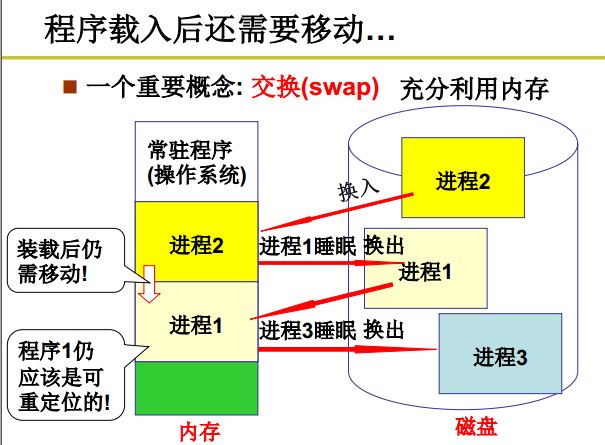 程序载入后还需要移动…
一个重要概念: 交换(swap) 充分利用内存
常驻程序
(操作系统)
进程2
换入
进程2
进程1睡眠 换出
装载后仍
需移动!
进程1
进程1
进程3睡眠 换出
程序1仍
应该是可
重定位的!
进程3
内存
磁盘